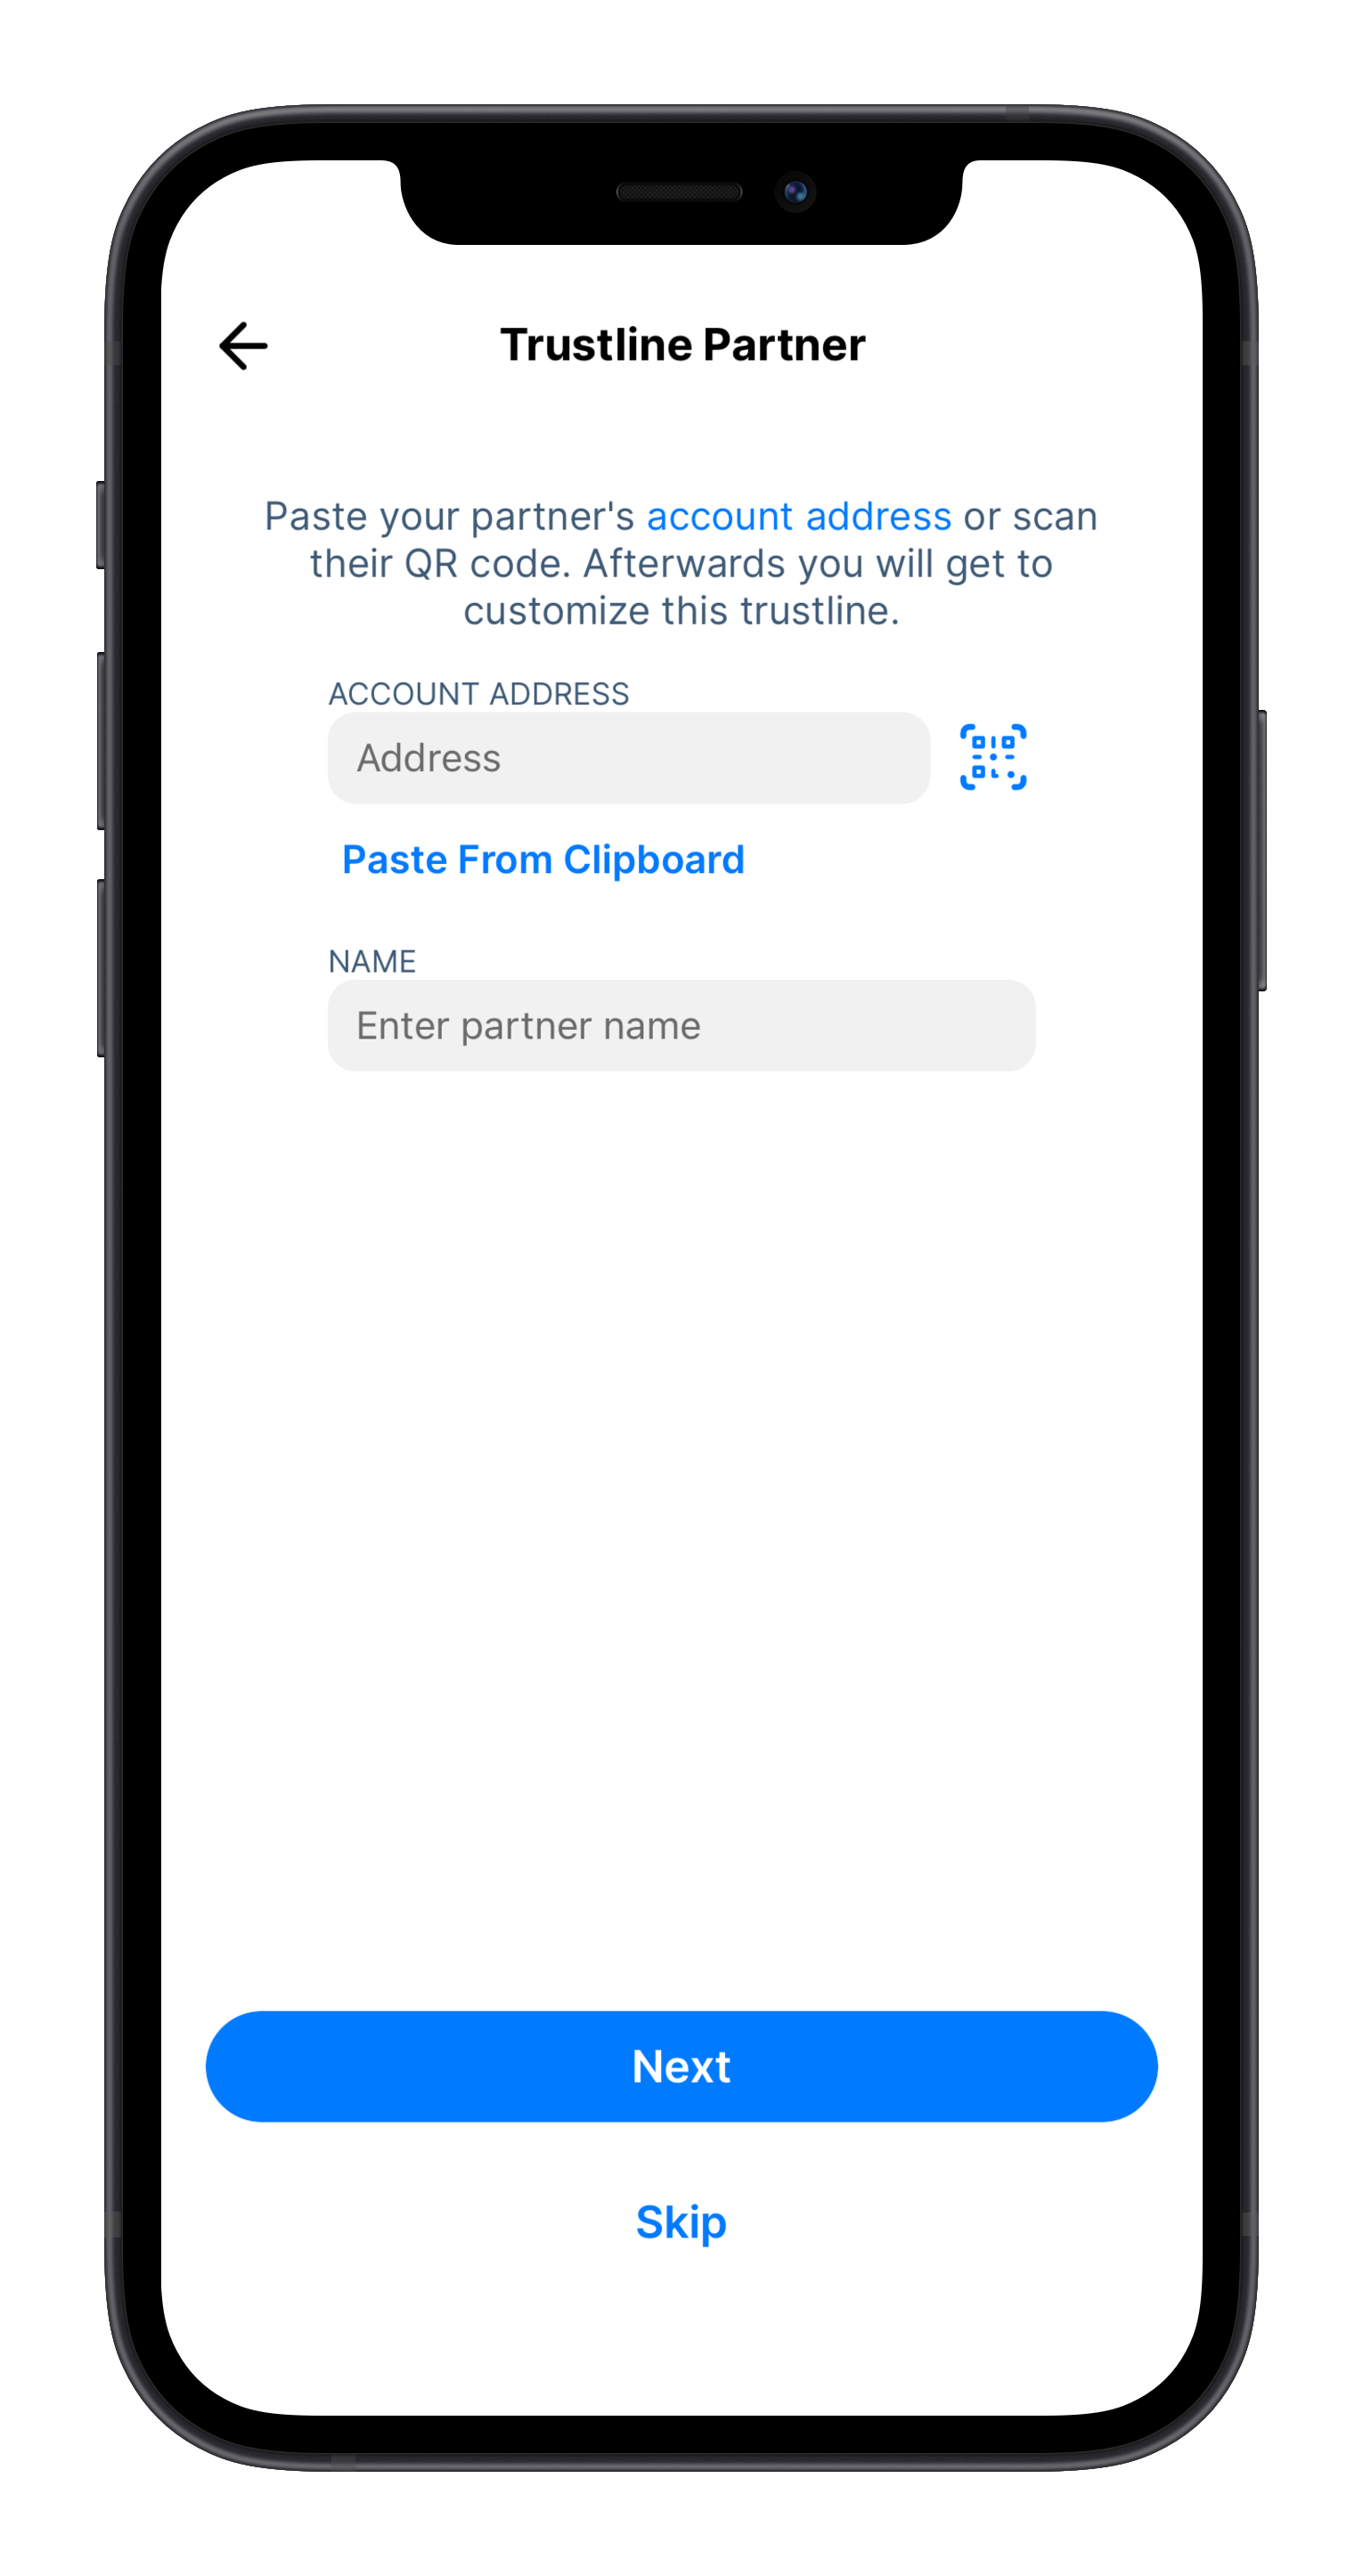 Trustline Partner
Paste your partner's account address or scan
their QR code. Afterwards you will get to
customize this trustline.
ACCOUNT ADDRESS
Address
Paste From Clipboard
NAME
Enter partner name
Next
Skip